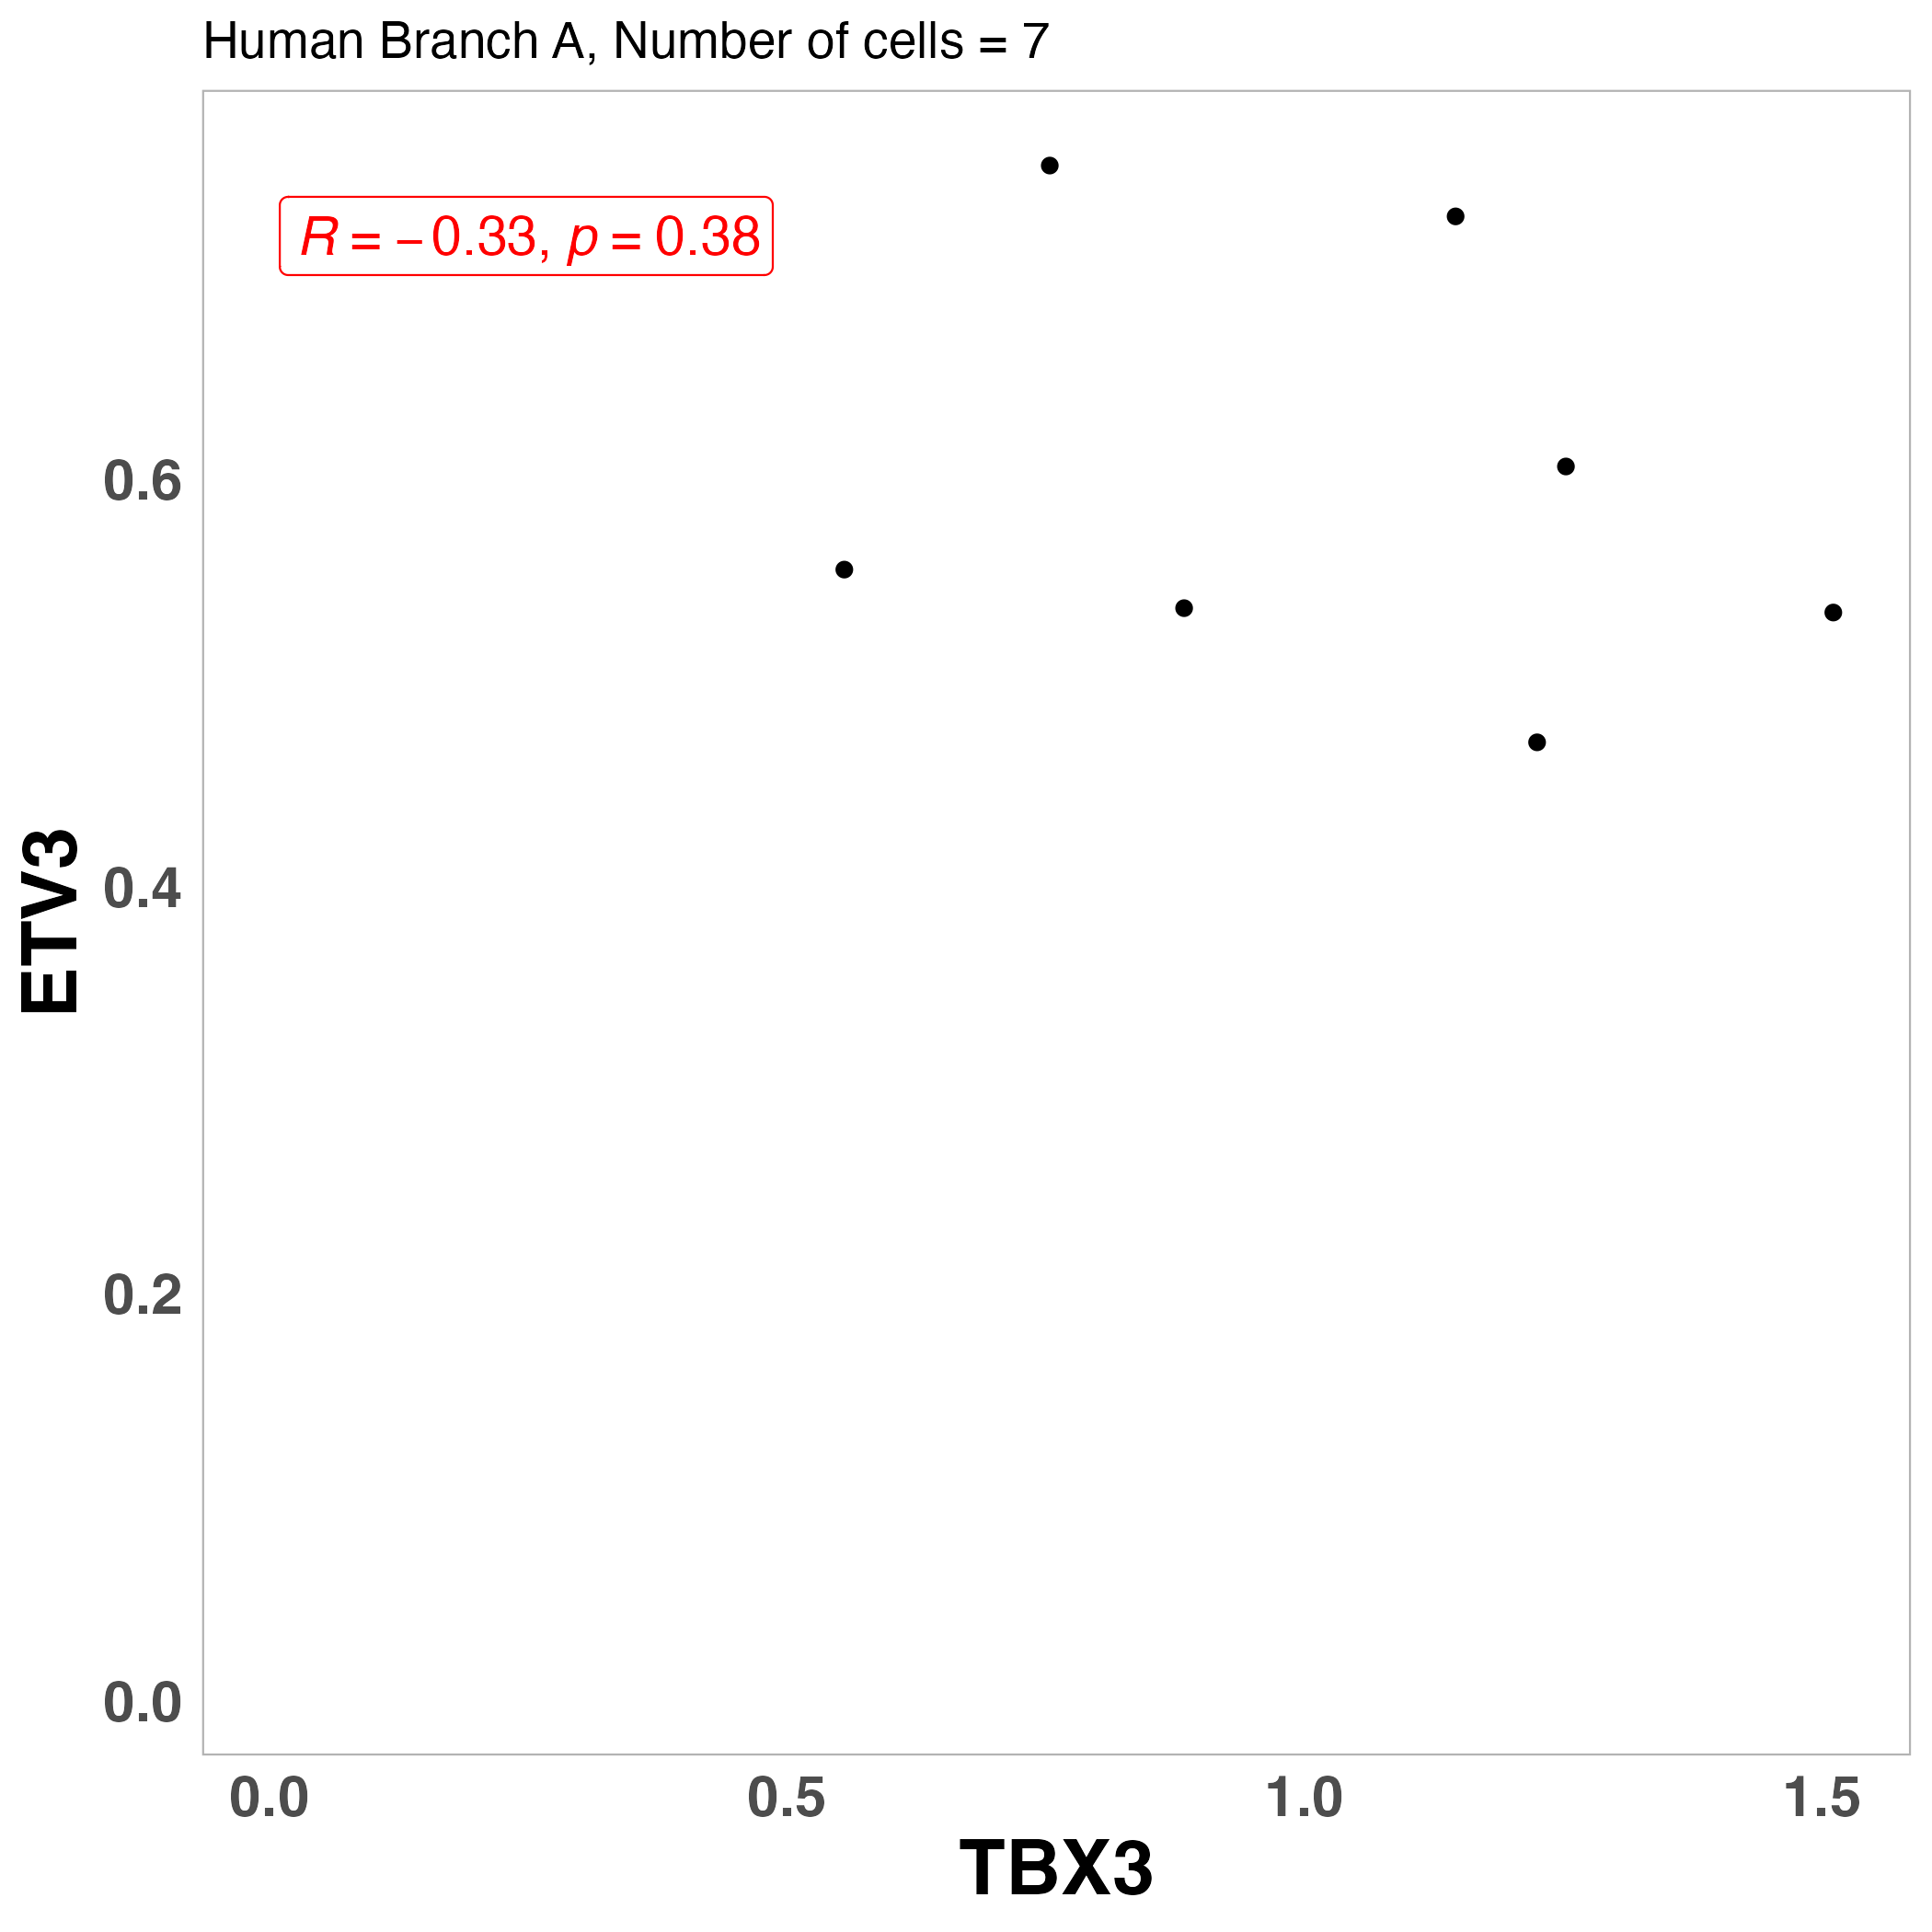 Human Branch A, Number of cells = 7
R = −0.33, p = 0.38
0.6
0.4
0.2
0.0
ETV3
0.0 0.5 1.0 1.5
TBX3